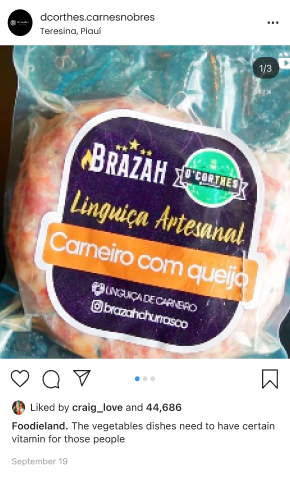 dcorthes.carnesnobres
Teresina, Piauí
1/3
BRAZAH
D'CORTHES
Linguiça Artesanal
Carneiro com queijo
LINGUIÇA DE CARNEIRO
brazahchurrasco
Liked by craig_love and 44,686
Foodieland. The vegetables dishes need to have certain
vitamin for those people
September 19